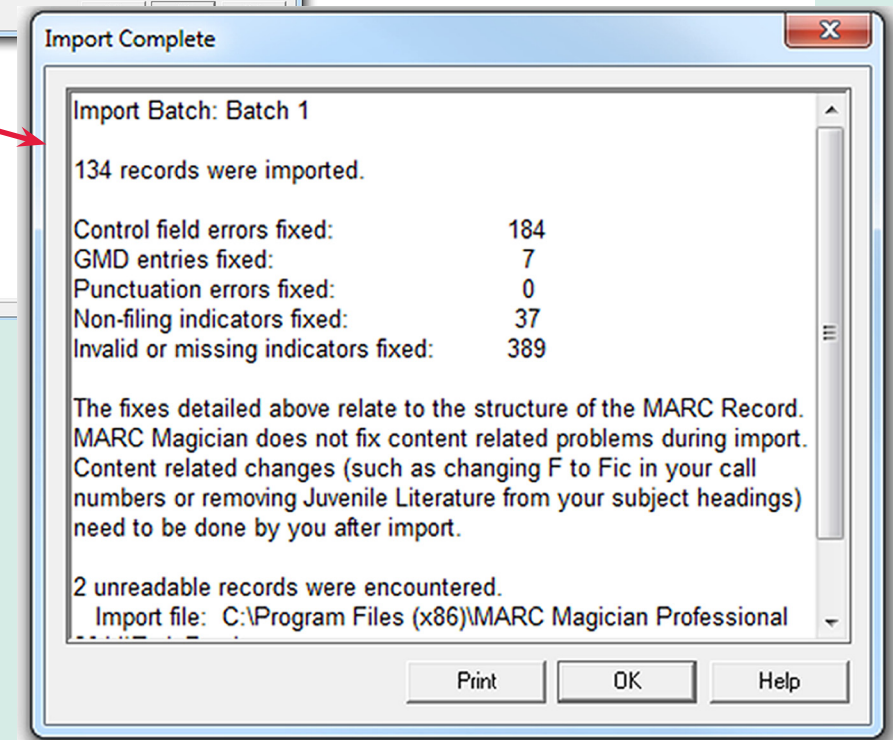 Import Complete
Import Batch: Batch 1
134 records were imported.
Control field errors fixed: 184
GMD entries fixed: 7
Punctuation errors fixed: 0
Non-filing indicators fixed: 37
Invalid or missing indicators fixed: 389
The fixes detailed above relate to the structure of the MARC Record.
MARC Magician does not fix content related problems during import.
Content related changes (such as changing F to Fic in your call
numbers or removing Juvenile Literature from your subject headings)
need to be done by you after import.
2 unreadable records were encountered.
Import file: C:\Program Files (x86)\MARC Magician Professional
Print OK Help